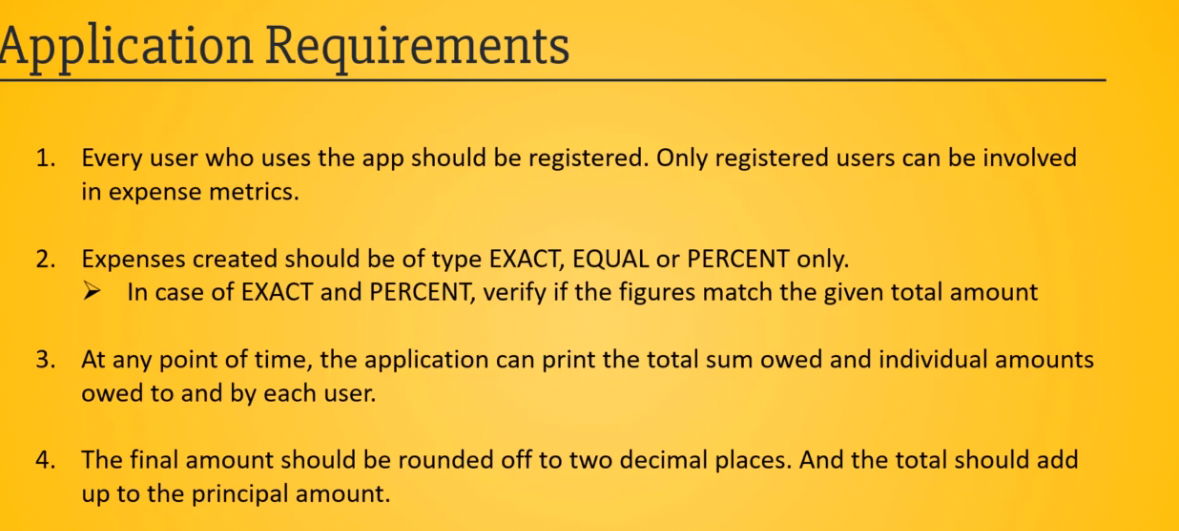 Application Requirements
1. Every user who uses the app should be registered. Only registered users can be involved
in expense metrics.
2. Expenses created should be of type EXACT, EQUAL or PERCENT only.
➤ In case of EXACT and PERCENT, verify if the figures match the given total amount
3. At any point of time, the application can print the total sum owed and individual amounts
owed to and by each user.
4. The final amount should be rounded off to two decimal places. And the total should add
up to the principal amount.